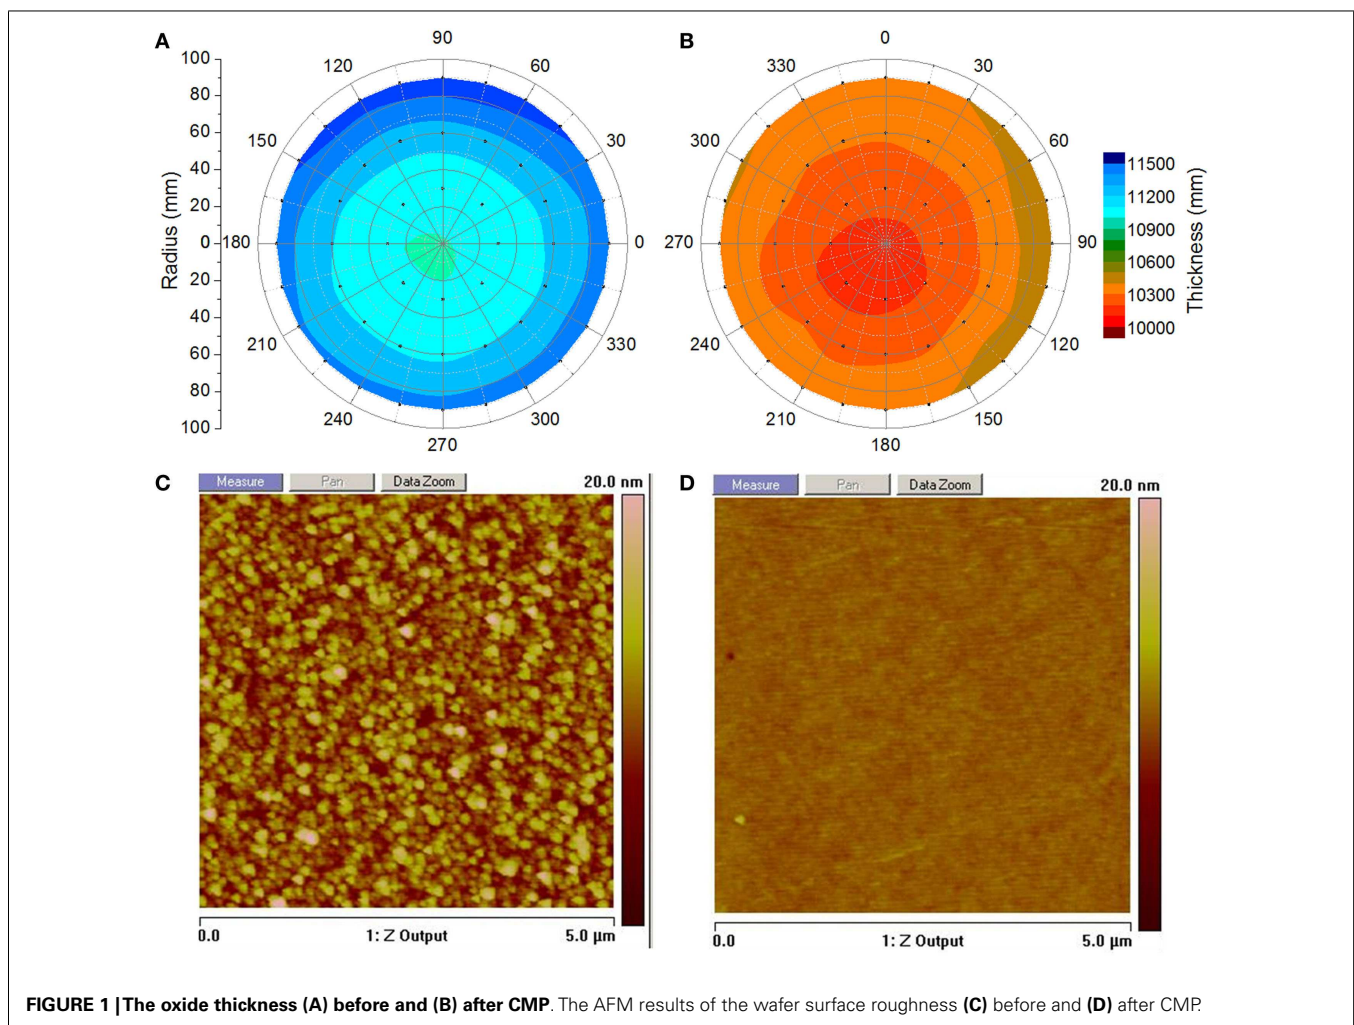 A
B
90
120
60
150
30
180
0
210
330
240
300
270
100
80
60
40
20
0
20
40
60
80
100
Radius (mm)
0
330
30
300
60
270
90
240
120
210
150
180
11500
11200
10900
10600
10300
10000
Thickness (mm)
C
Measure
Pan
Data Zoom
20.0 nm
0.0
1: Z Output
5.0 µm
D
Measure
Pan
Data Zoom
20.0 nm
0.0
1: Z Output
5.0 µm
FIGURE 1 | The oxide thickness (A) before and (B) after CMP. The AFM results of the wafer surface roughness (C) before and (D) after CMP.